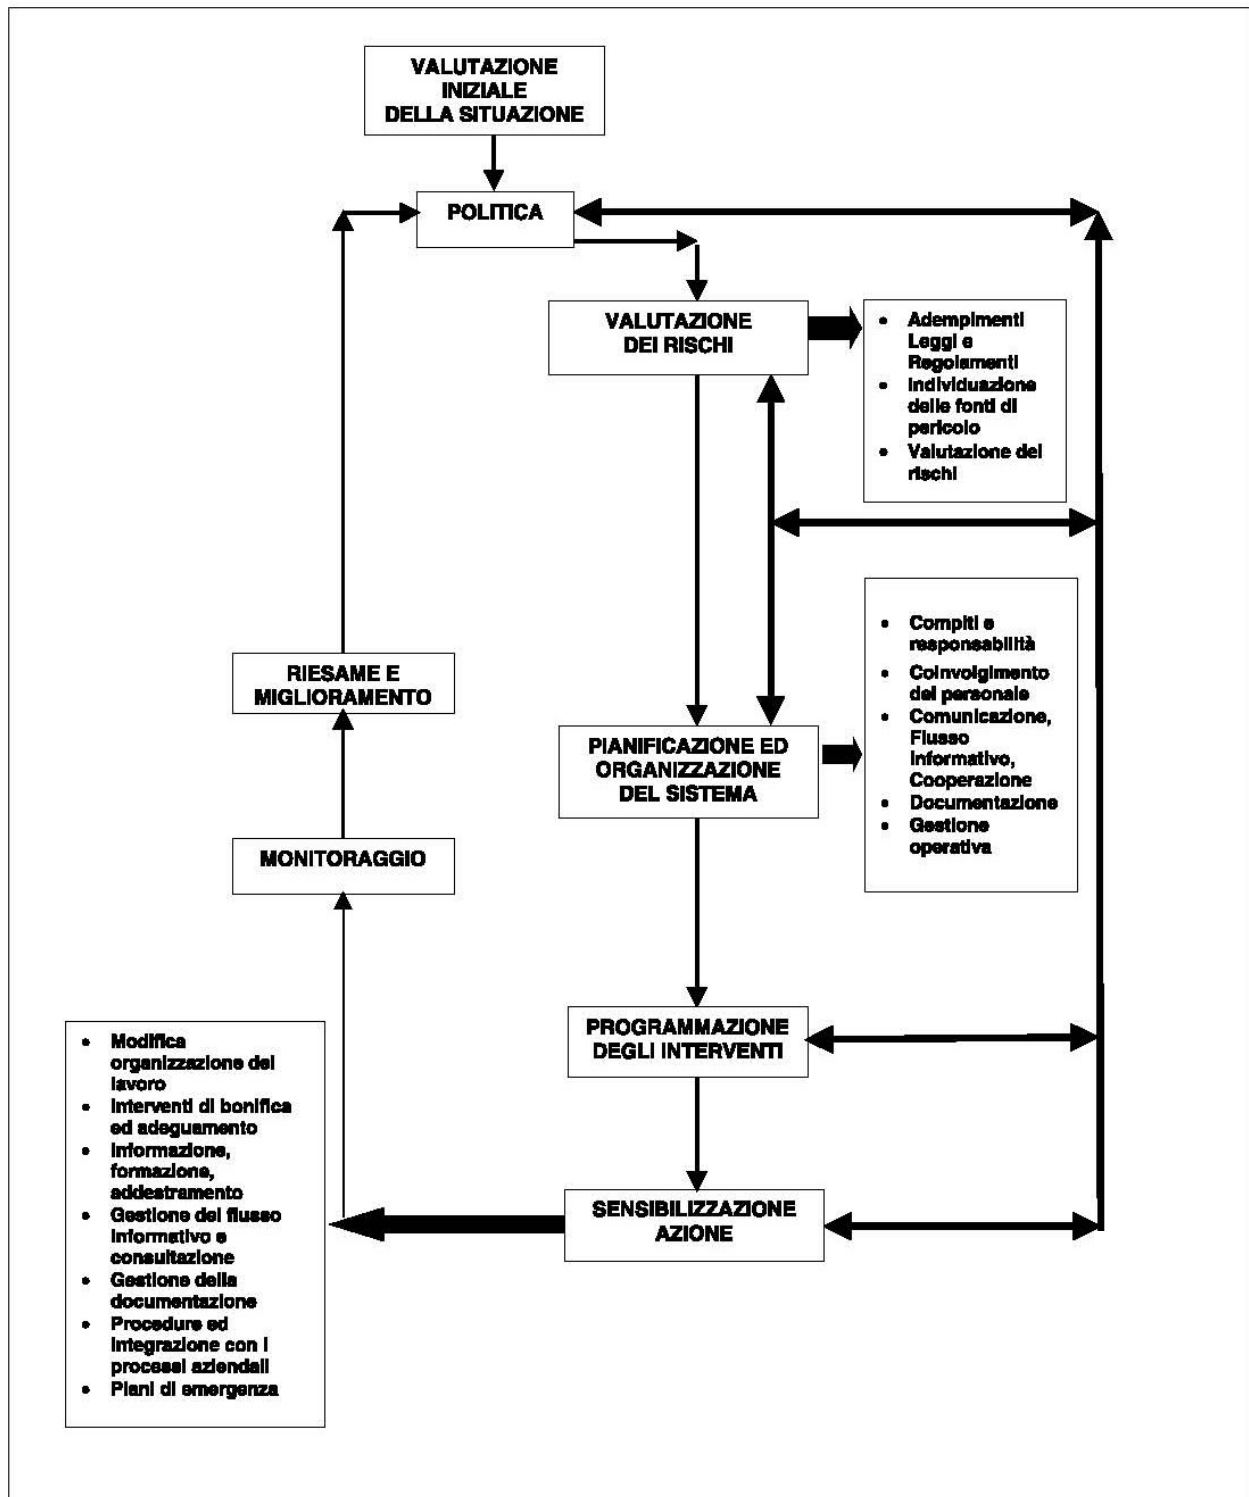 VALUTAZIONE
INIZIALE
DELLA SITUAZIONE
POLITICA
VALUTAZIONE
DEI RISCHI
• Adempimenti
Leggi e
Regolamenti
• Individuazione
delle fonti di
pericolo
• Valutazione dei
rischi
RIESAME E
MIGLIORAMENTO
PIANIFICAZIONE ED
ORGANIZZAZIONE
DEL SISTEMA
• Compiti e
responsabilità
• Coinvolgimento
del personale
• Comunicazione,
Flusso
Informativo,
Cooperazione
• Documentazione
• Gestione
operativa
MONITORAGGIO
PROGRAMMAZIONE
DEGLI INTERVENTI
SENSIBILIZZAZIONE
AZIONE
• Modifica
organizzazione del
lavoro
• Interventi di bonifica
ed adeguamento
• Informazione,
formazione,
addestramento
• Gestione del flusso
informativo e
consultazione
• Gestione della
documentazione
• Procedure ed
integrazione con i
processi aziendali
• Piani di emergenza